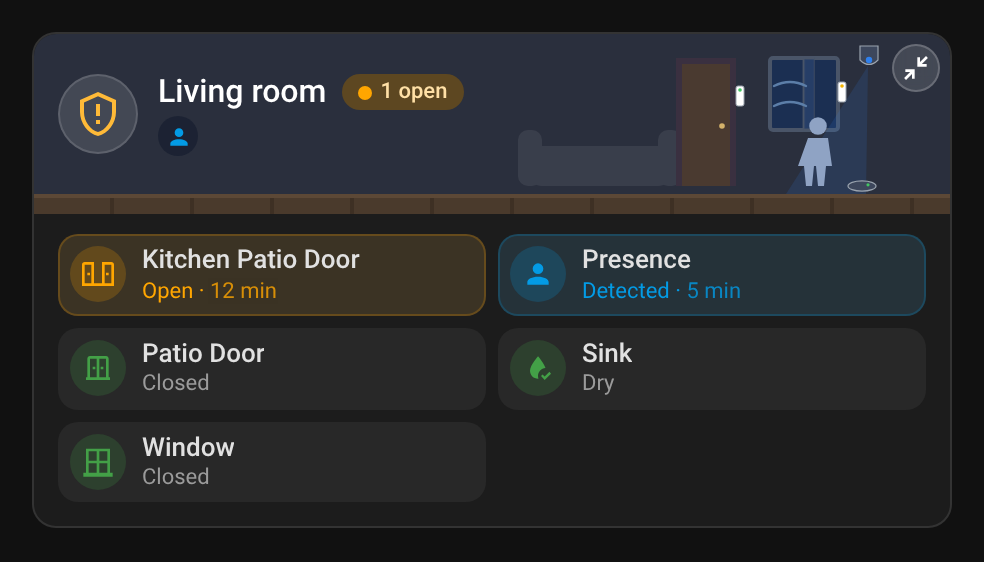 Living room
1 open
Kitchen Patio Door
Open · 12 min
Presence
Detected · 5 min
Patio Door
Closed
Sink
Dry
Window
Closed